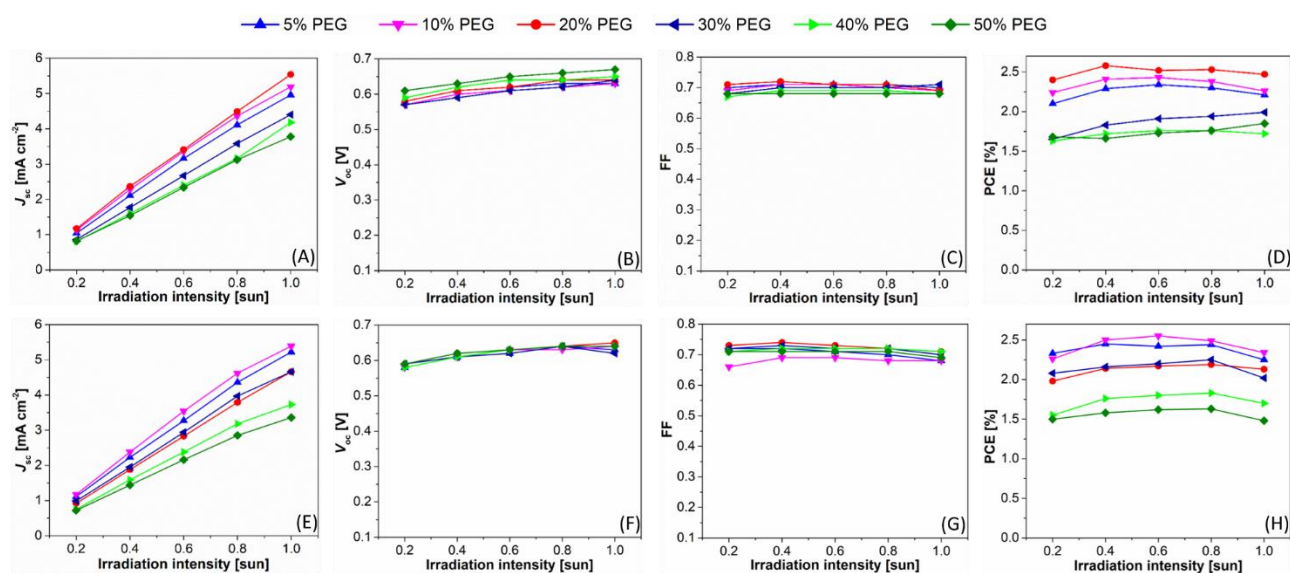 5% PEG 10% PEG 20% PEG 30% PEG 40% PEG 50% PEG
6
5
4
3
2
1
0
Jsc [mA cm-2]
0.2 0.4 0.6 0.8 1.0
Irradiation intensity [sun]
(A)
0.7
0.6
0.5
0.4
0.3
0.2
0.1
Voc [V]
0.2 0.4 0.6 0.8 1.0
Irradiation intensity [sun]
(B)
0.8
0.7
0.6
0.5
0.4
0.3
0.2
0.1
FF
0.2 0.4 0.6 0.8 1.0
Irradiation intensity [sun]
(C)
2.5
2.0
1.5
1.0
0.5
0.0
PCE [%]
0.2 0.4 0.6 0.8 1.0
Irradiation intensity [sun]
(D)
6
5
4
3
2
1
0
Jsc [mA cm-2]
0.2 0.4 0.6 0.8 1.0
Irradiation intensity [sun]
(E)
0.7
0.6
0.5
0.4
0.3
0.2
0.1
Voc [V]
0.2 0.4 0.6 0.8 1.0
Irradiation intensity [sun]
(F)
0.8
0.7
0.6
0.5
0.4
0.3
0.2
0.1
FF
0.2 0.4 0.6 0.8 1.0
Irradiation intensity [sun]
(G)
2.5
2.0
1.5
1.0
0.5
0.0
PCE [%]
0.2 0.4 0.6 0.8 1.0
Irradiation intensity [sun]
(H)